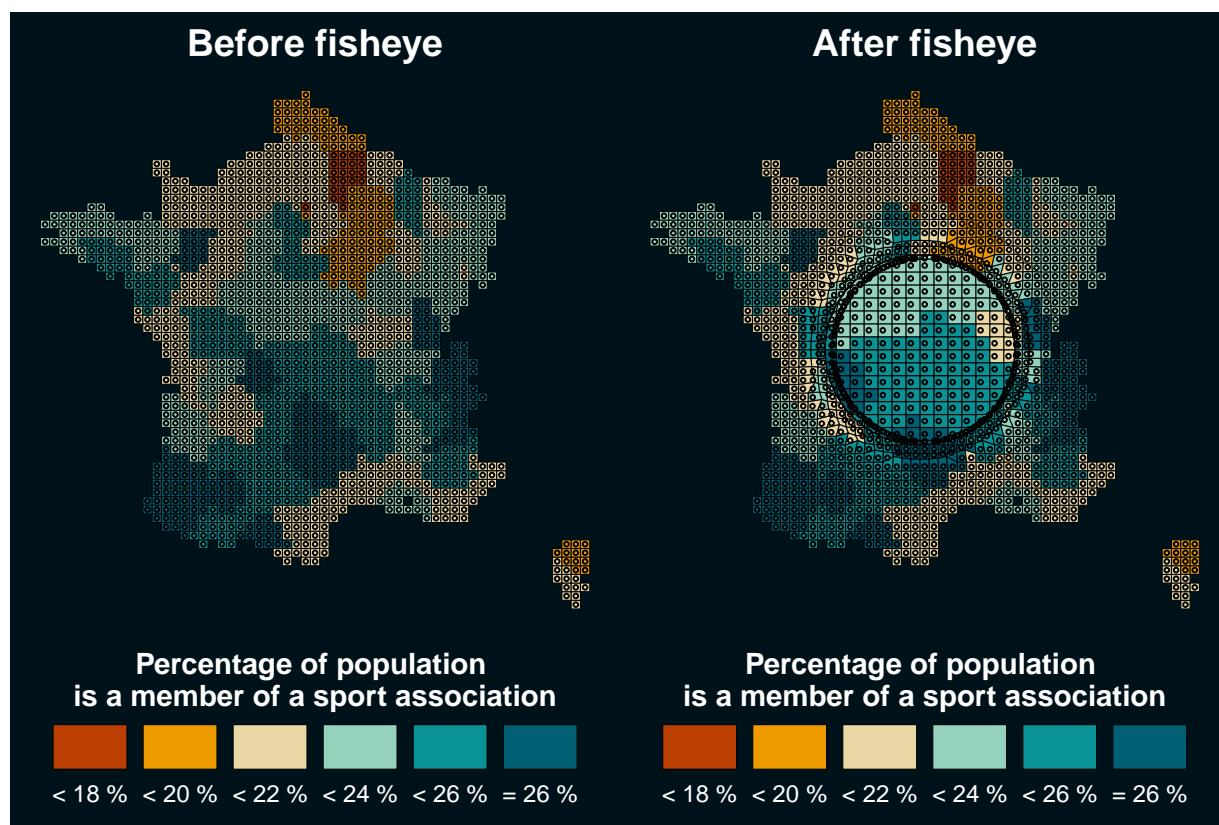 Before fisheye
After fisheye
Percentage of population
is a member of a sport association
< 18 % < 20 % < 22 % < 24 % < 26 % = 26 %
Percentage of population
is a member of a sport association
< 18 % < 20 % < 22 % < 24 % < 26 % = 26 %